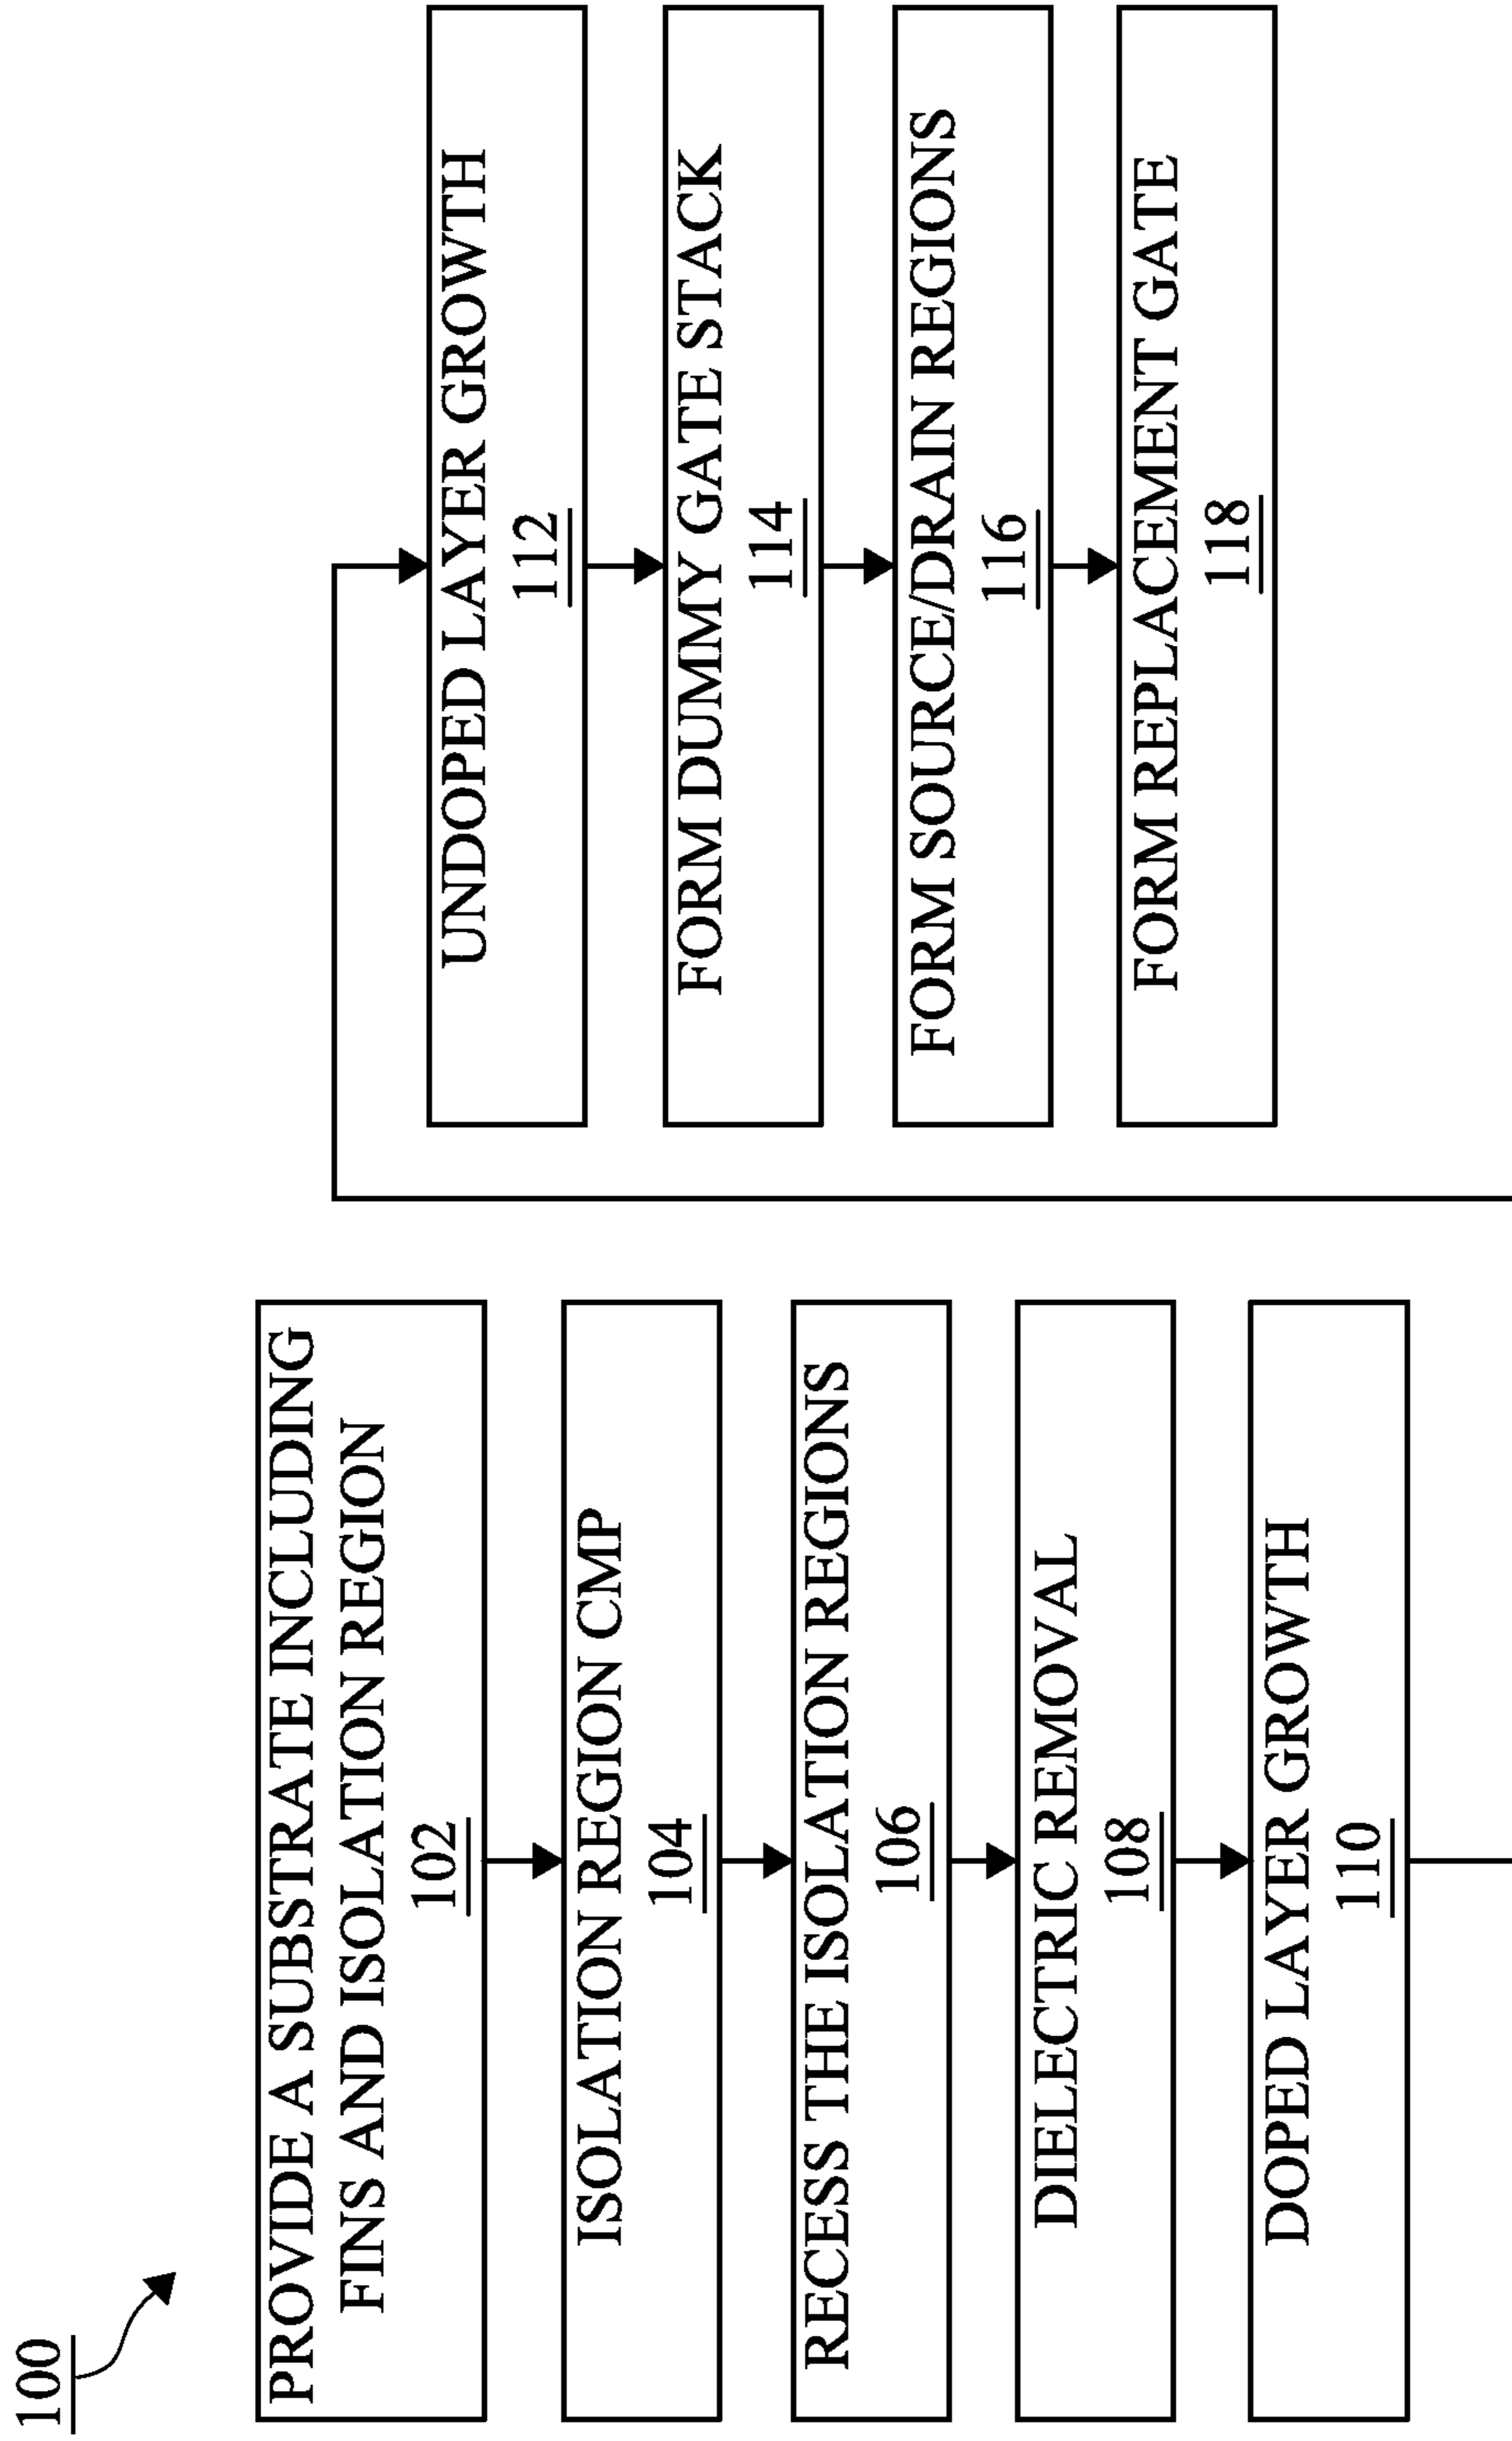 100
PROVIDE A SUBSTRATE INCLUDING
FINS AND ISOLATION REGION
102
ISOLATION REGION CMP
104
RECESS THE ISOLATION REGIONS
106
DIELECTRIC REMOVAL
108
DOPED LAYER GROWTH
110
UNDOPED LAYER GROWTH
112
FORM DUMMY GATE STACK
114
FORM SOURCE/DRAIN REGIONS
116
FORM REPLACEMENT GATE
118